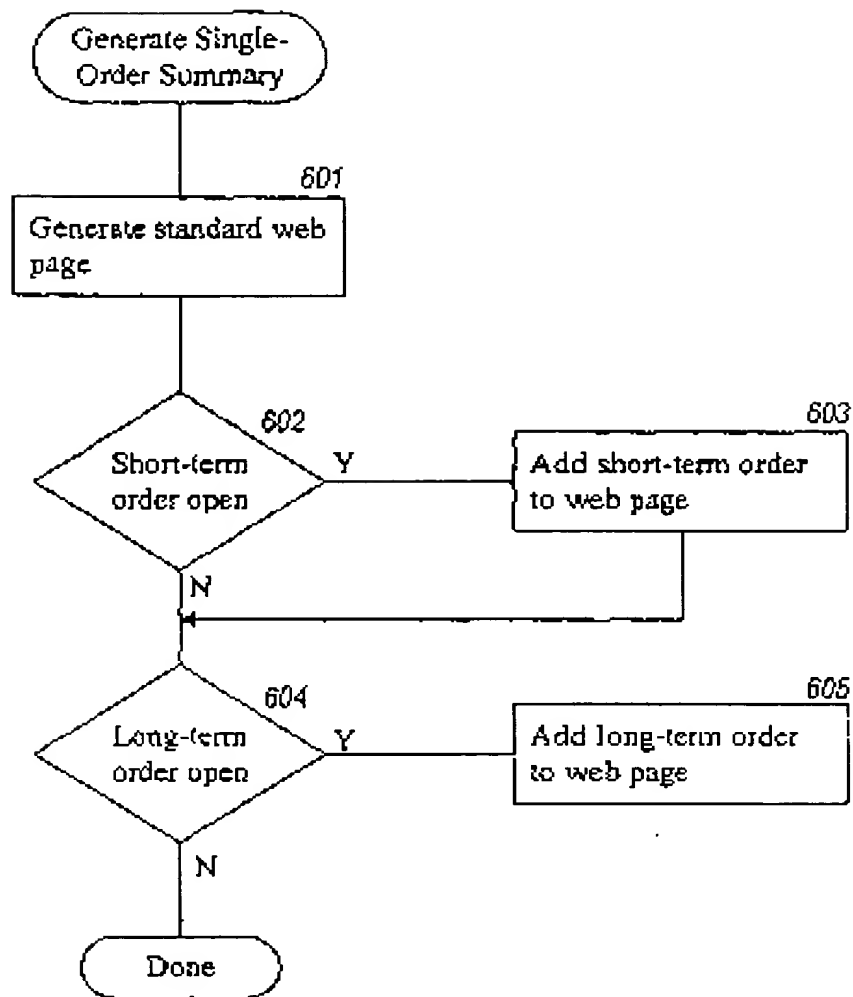 Generate Single-
Order Summary
601
Generate standard web
page
602
Short-term
order open
Y
603
Add short-term order
to web page
N
604
Long-term
order open
Y
605
Add long-term order
to web page
N
Done